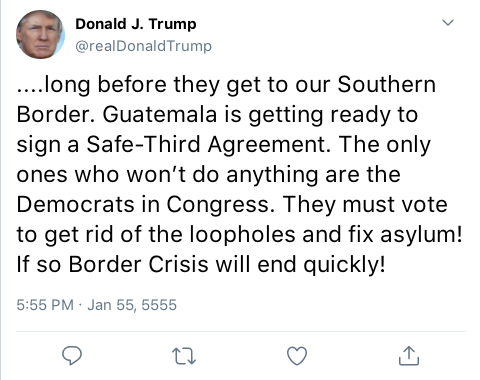 Donald J. Trump
@realDonaldTrump
....long before they get to our Southern
Border. Guatemala is getting ready to
sign a Safe-Third Agreement. The only
ones who won’t do anything are the
Democrats in Congress. They must vote
to get rid of the loopholes and fix asylum!
If so Border Crisis will end quickly!
5:55 PM · Jan 55, 5555